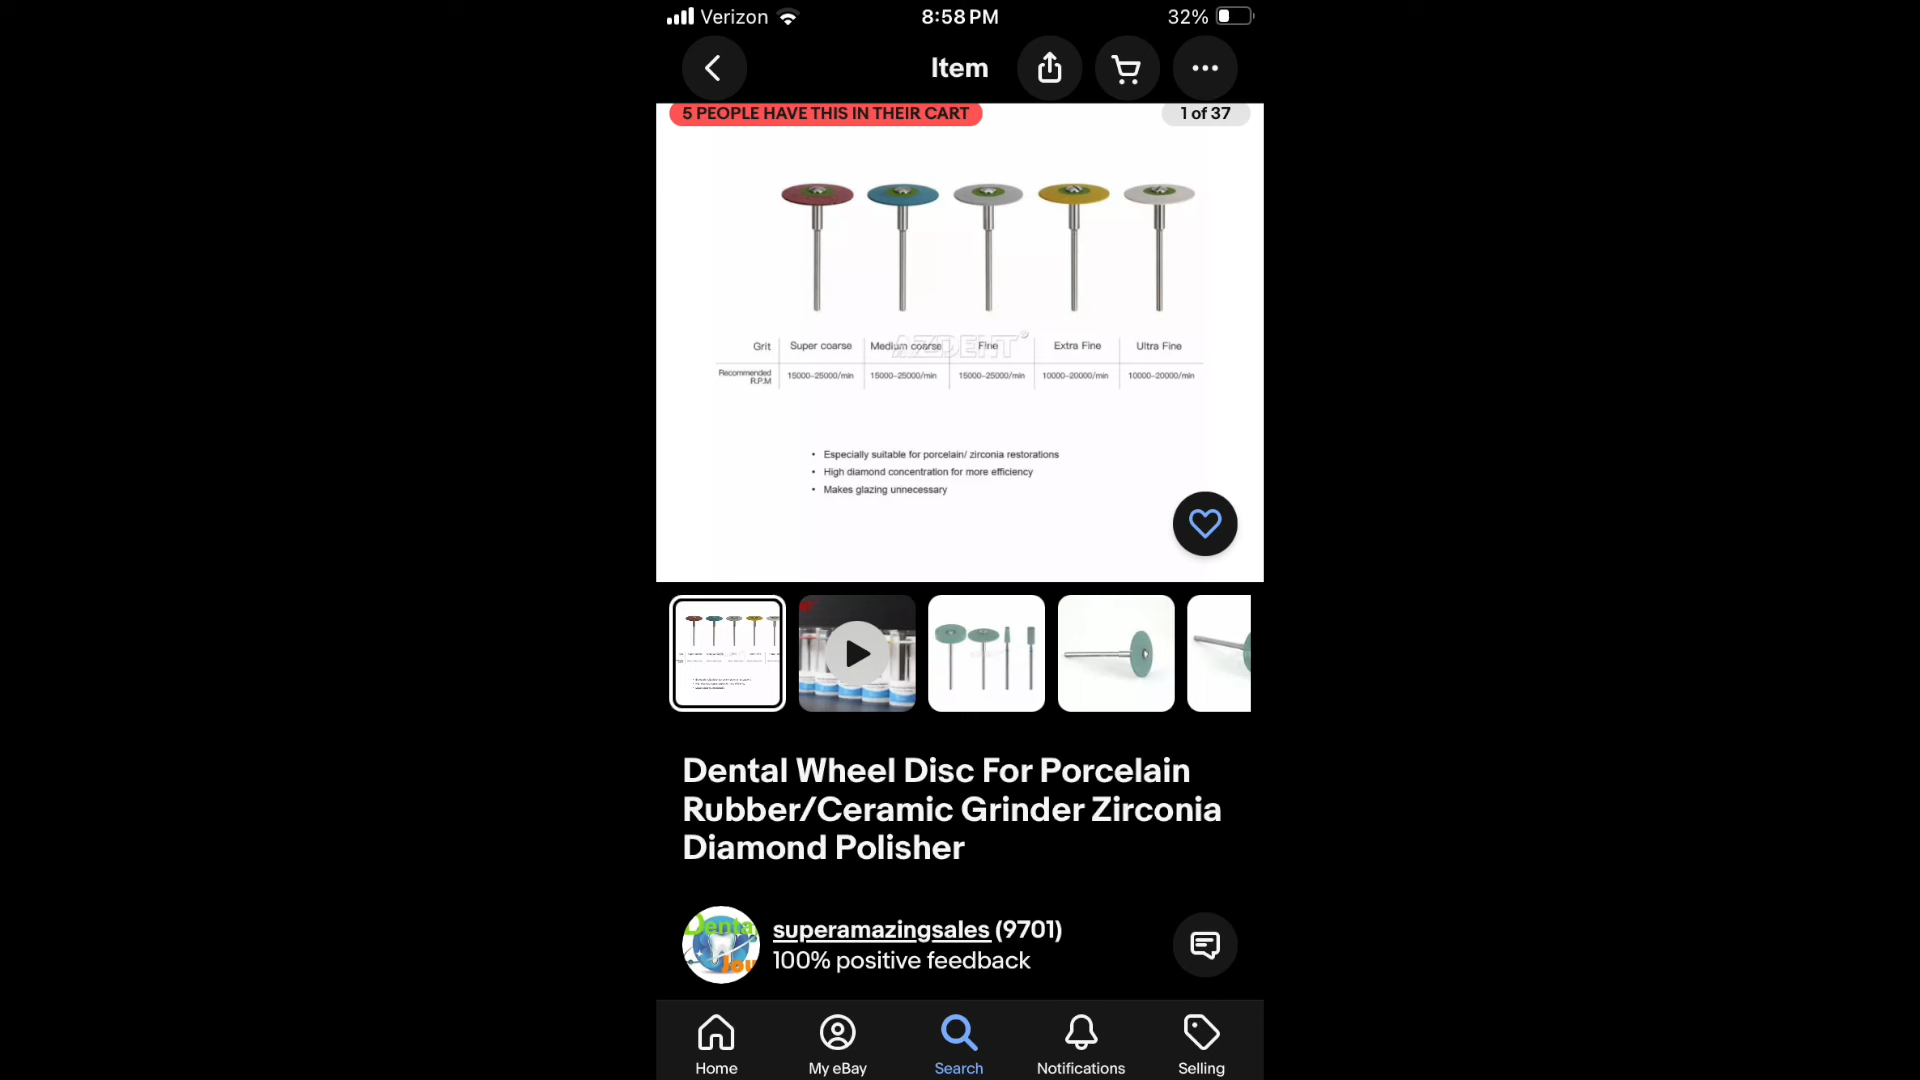 Verizon
8:58 PM
32%
Item
5 PEOPLE HAVE THIS IN THEIR CART
1 of 37
AZDENT®
Grit Super coarse Medium coarse Fine Extra Fine Ultra Fine
Recommended R.P.M 15000-25000/min 15000-25000/min 15000-25000/min 10000-20000/min 10000-20000/min
• Especially suitable for porcelain/ zirconia restorations
• High diamond concentration for more efficiency
• Makes glazing unnecessary
Dental Wheel Disc For Porcelain
Rubber/Ceramic Grinder Zirconia
Diamond Polisher
Dental
Jou
superamazingsales (9701)
100% positive feedback
Home
My eBay
Search
Notifications
Selling